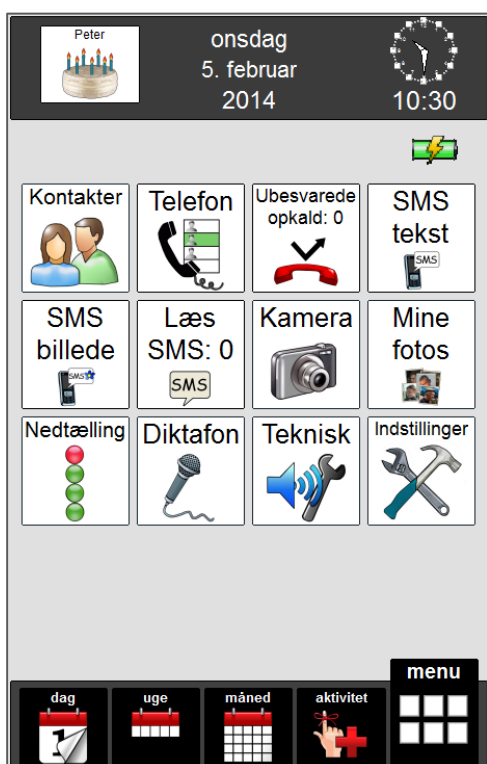 Peter
onsdag
5. februar
2014
10:30
Kontakter
Telefon
Ubesvarede
opkald: 0
SMS
tekst
SMS
SMS
billede
SMS
Læs
SMS: 0
SMS
Kamera
Mine
fotos
Nedtælling
Diktafon
Teknisk
Indstillinger
dag
1
uge
måned
aktivitet
menu